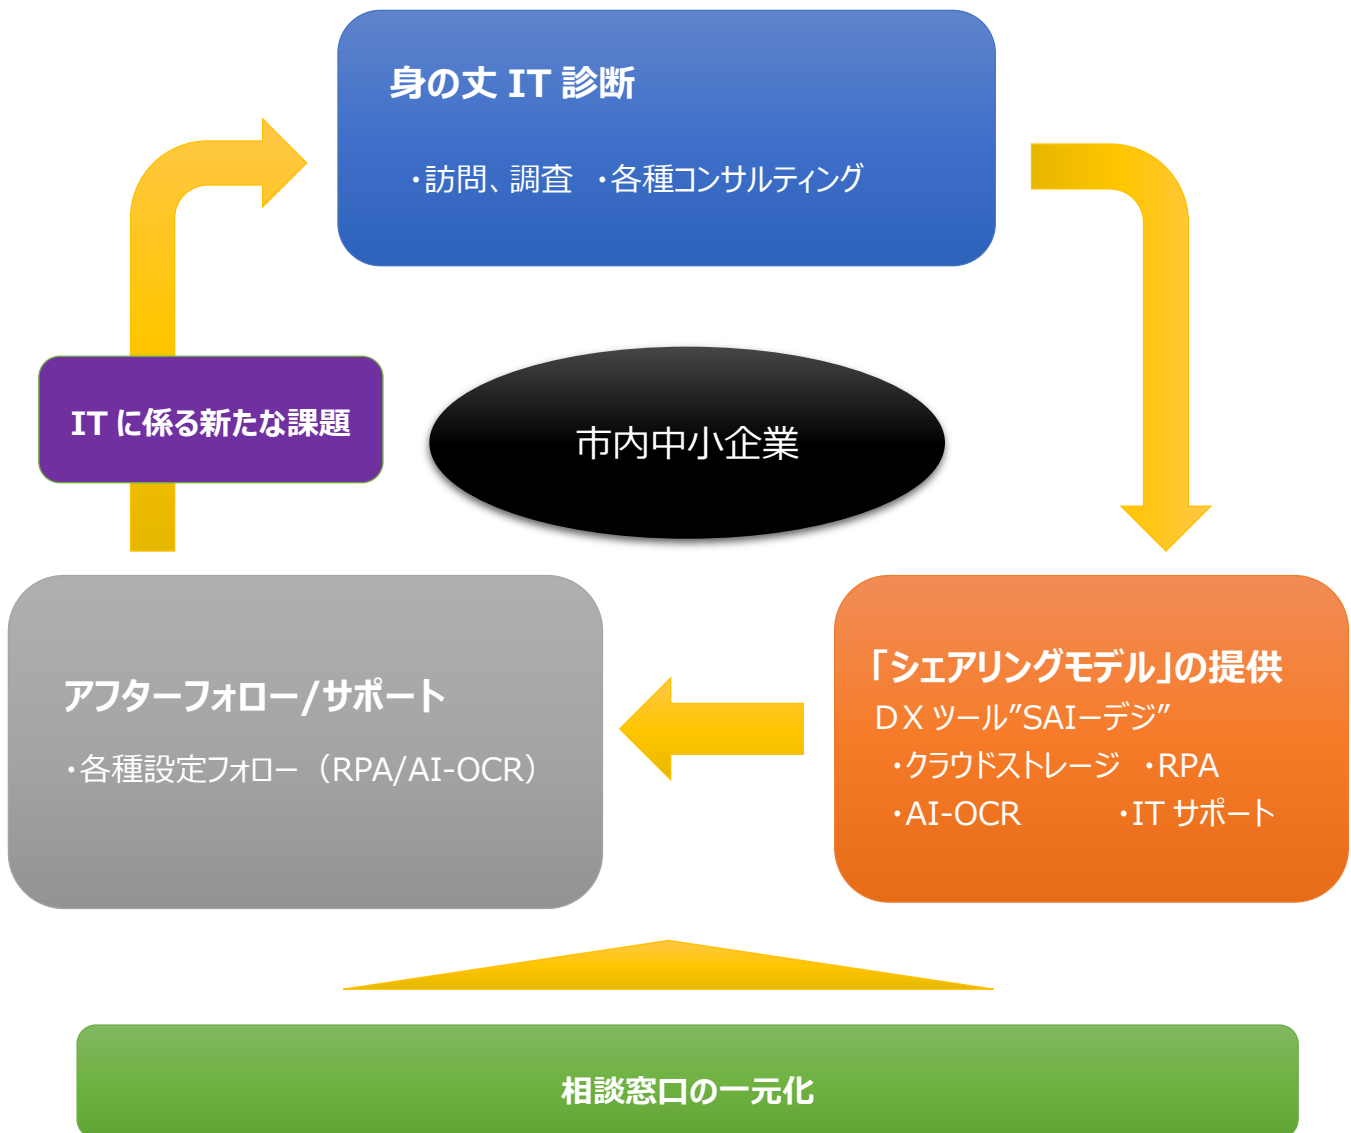 身の丈 IT 診断
・訪問、調査　・各種コンサルティング
IT に係る新たな課題
市内中小企業
アフターフォロー/サポート
・各種設定フォロー（RPA/AI-OCR）
「シェアリングモデル」の提供
ＤＸ ツール”SAIーデジ”
・クラウドストレージ　・RPA
・AI-OCR　　　・IT サポート
相談窓口の一元化